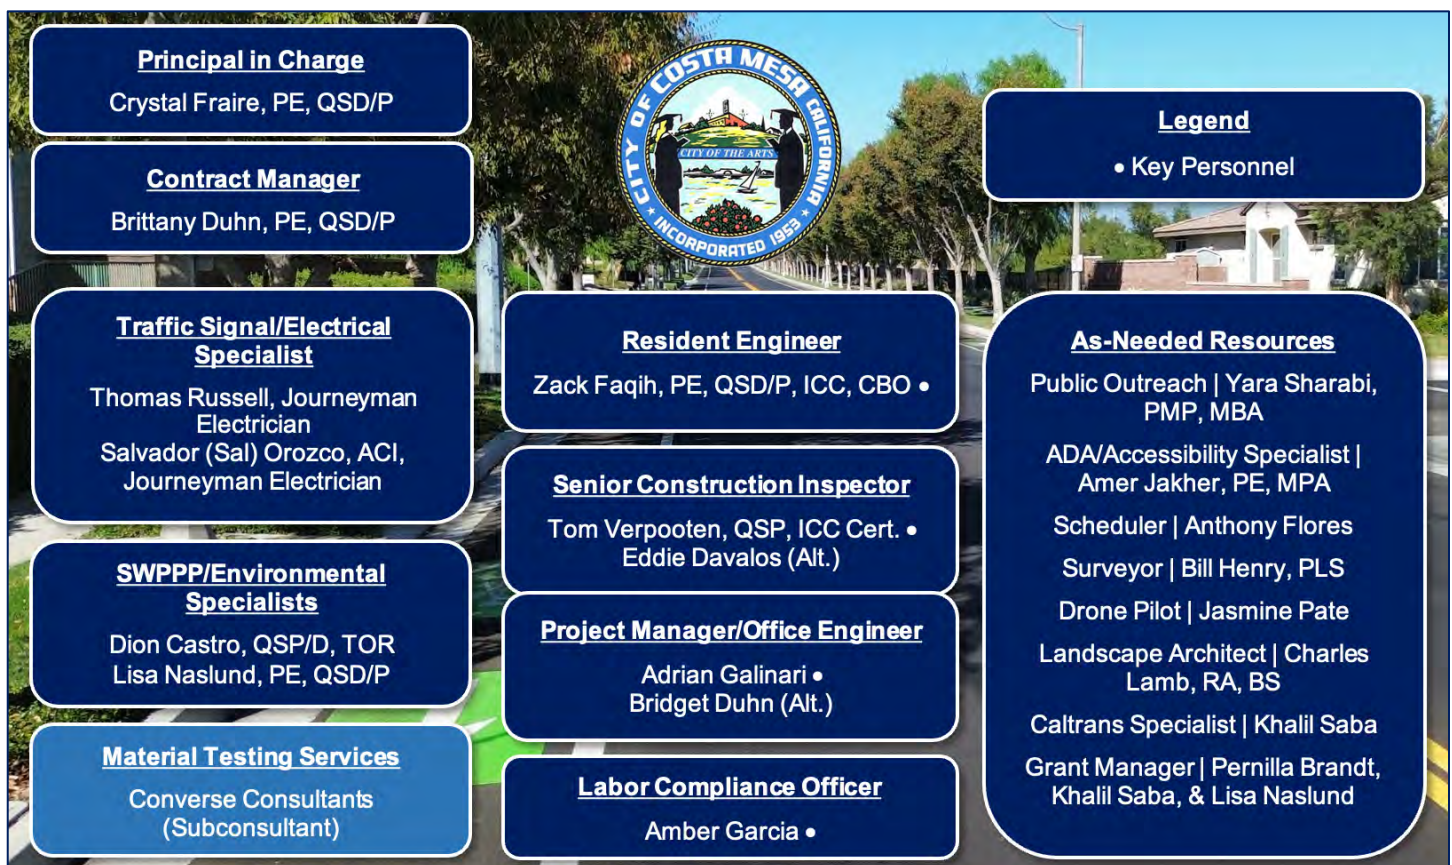 Principal in Charge
Crystal Fraire, PE, QSD/P
Contract Manager
Brittany Duhn, PE, QSD/P
Traffic Signal/Electrical
Specialist
Thomas Russell, Journeyman
Electrician
Salvador (Sal) Orozco, ACI,
Journeyman Electrician
SWPPP/Environmental
Specialists
Dion Castro, QSP/D, TOR
Lisa Naslund, PE, QSD/P
Material Testing Services
Converse Consultants
(Subconsultant)
CITY OF COSTA MESA CALIFORNIA
CITY OF THE ARTS
INCORPORATED 1953
Resident Engineer
Zack Faqih, PE, QSD/P, ICC, CBO •
Senior Construction Inspector
Tom Verpooten, QSP, ICC Cert. •
Eddie Davalos (Alt.)
Project Manager/Office Engineer
Adrian Galinari •
Bridget Duhn (Alt.)
Labor Compliance Officer
Amber Garcia •
Legend
• Key Personnel
As-Needed Resources
Public Outreach | Yara Sharabi,
PMP, MBA
ADA/Accessibility Specialist |
Amer Jakher, PE, MPA
Scheduler | Anthony Flores
Surveyor | Bill Henry, PLS
Drone Pilot | Jasmine Pate
Landscape Architect | Charles
Lamb, RA, BS
Caltrans Specialist | Khalil Saba
Grant Manager | Pernilla Brandt,
Khalil Saba, & Lisa Naslund